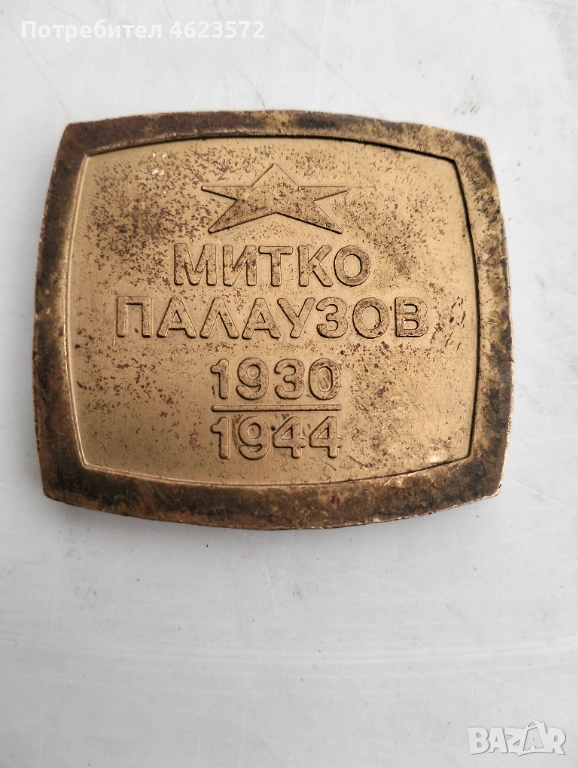 Потребител 4623572
МИТКО
ПАЛАУЗОВ
1930
1944
BAZAR